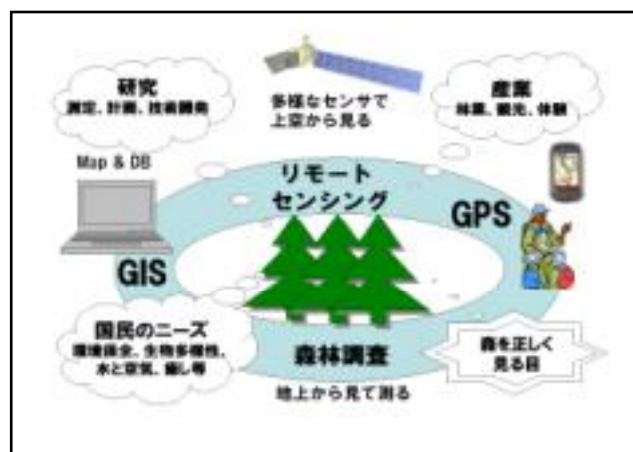 研究
測定、計画、技術開発
多様なセンサで
上空から見る
産業
林業、観光、体験
Map & DB
リモート
センシング
GPS
GIS
国民のニーズ
環境保全、生物多様性、
水と空気、癒し等
森林調査
地上から見て測る
森を正しく
見る目